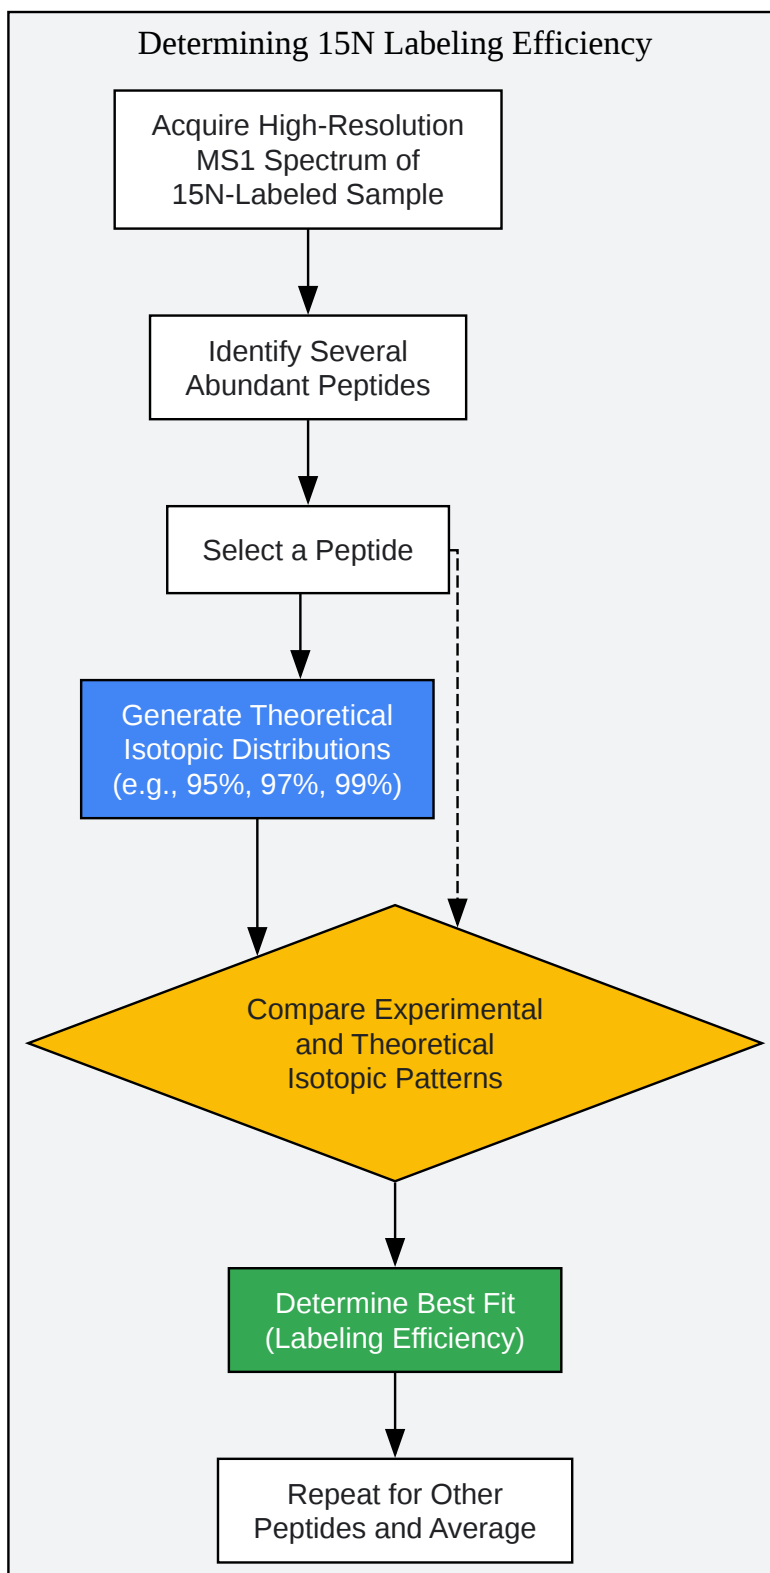 Determining 15N Labeling Efficiency
Acquire High-Resolution
MS1 Spectrum of
15N-Labeled Sample
Identify Several
Abundant Peptides
Select a Peptide
Generate Theoretical
Isotopic Distributions
(e.g., 95%, 97%, 99%)
Compare Experimental
and Theoretical
Isotopic Patterns
Determine Best Fit
(Labeling Efficiency)
Repeat for Other
Peptides and Average